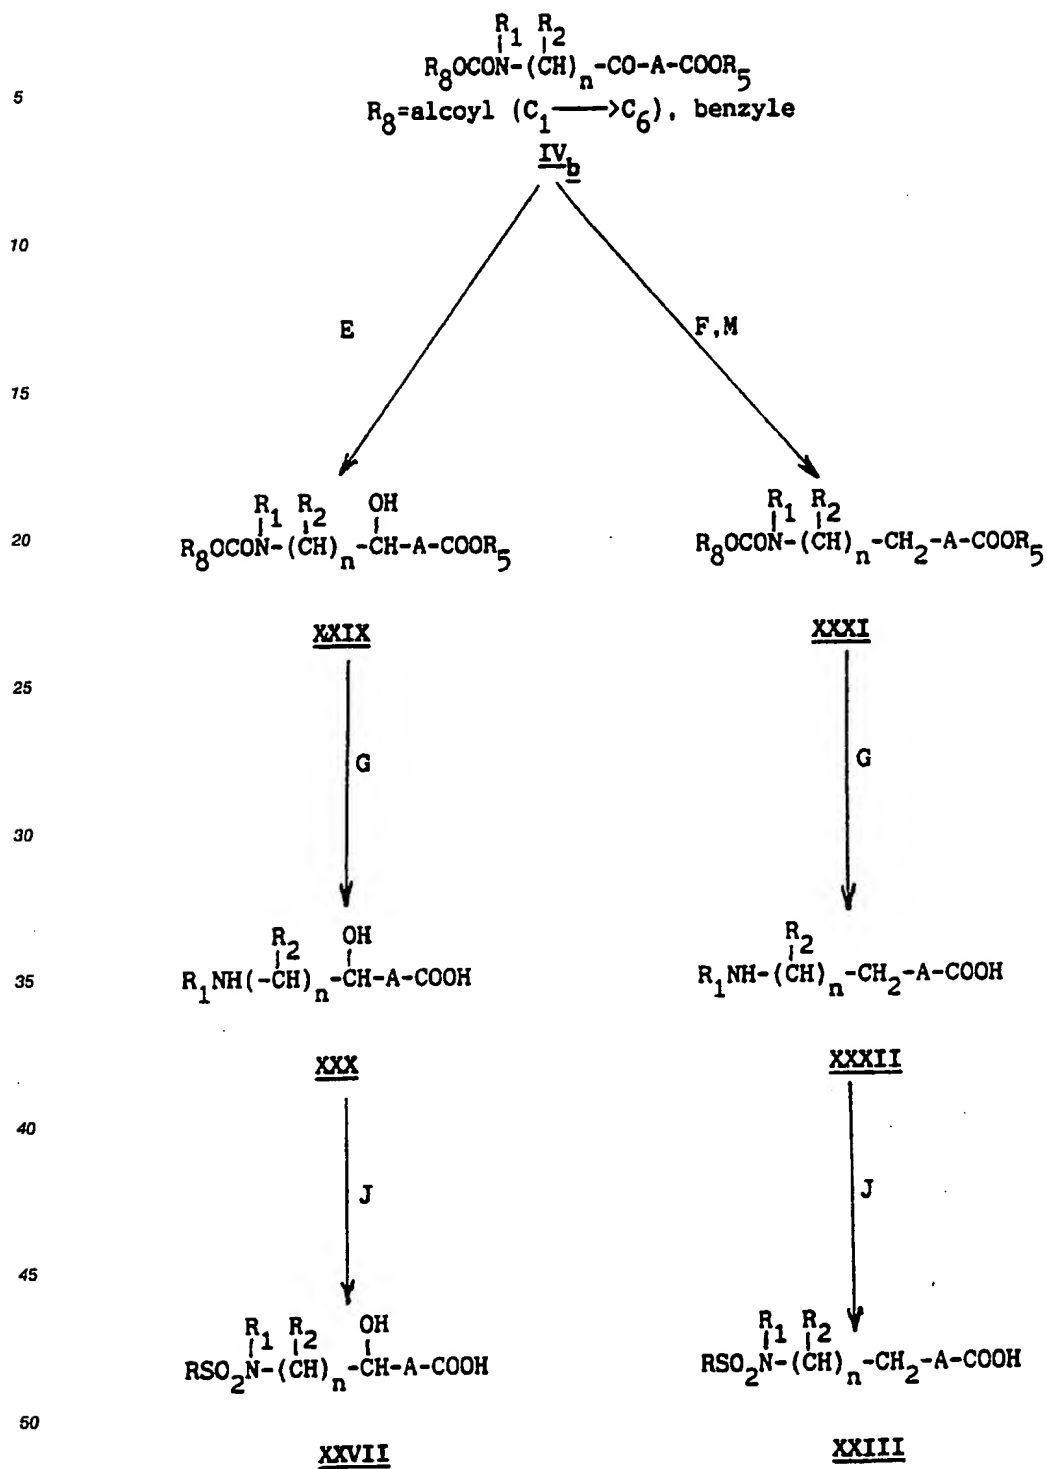 R₁ R₂
R₈OCON-(CH)ₙ-CO-A-COOR₅
5
R₈=alcoyl (C₁⟶C₆), benzyle
IV_b
10
E
F,M
15
R₁ R₂ OH
R₁ R₂
20
R₈OCON-(CH)ₙ-CH-A-COOR₅
R₈OCON-(CH)ₙ-CH₂-A-COOR₅
XXIX
XXXI
25
G
G
30
R₂ OH
R₂
35
R₁NH(-CH)ₙ-CH-A-COOH
R₁NH-(CH)ₙ-CH₂-A-COOH
XXX
XXXII
40
J
J
45
R₁ R₂ OH
R₁ R₂
RSO₂N-(CH)ₙ-CH-A-COOH
RSO₂N-(CH)ₙ-CH₂-A-COOH
50
XXVII
XXIII